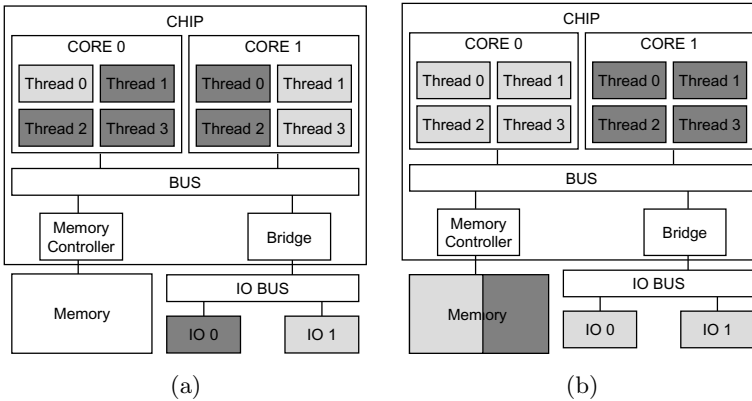 CHIP
CORE 0
CORE 1
Thread 0
Thread 1
Thread 0
Thread 1
Thread 2
Thread 3
Thread 2
Thread 3
BUS
Memory
Controller
Bridge
IO BUS
Memory
IO 0
IO 1
(a)
CHIP
CORE 0
CORE 1
Thread 0
Thread 1
Thread 0
Thread 1
Thread 2
Thread 3
Thread 2
Thread 3
BUS
Memory
Controller
Bridge
IO BUS
Memory
IO 0
IO 1
(b)